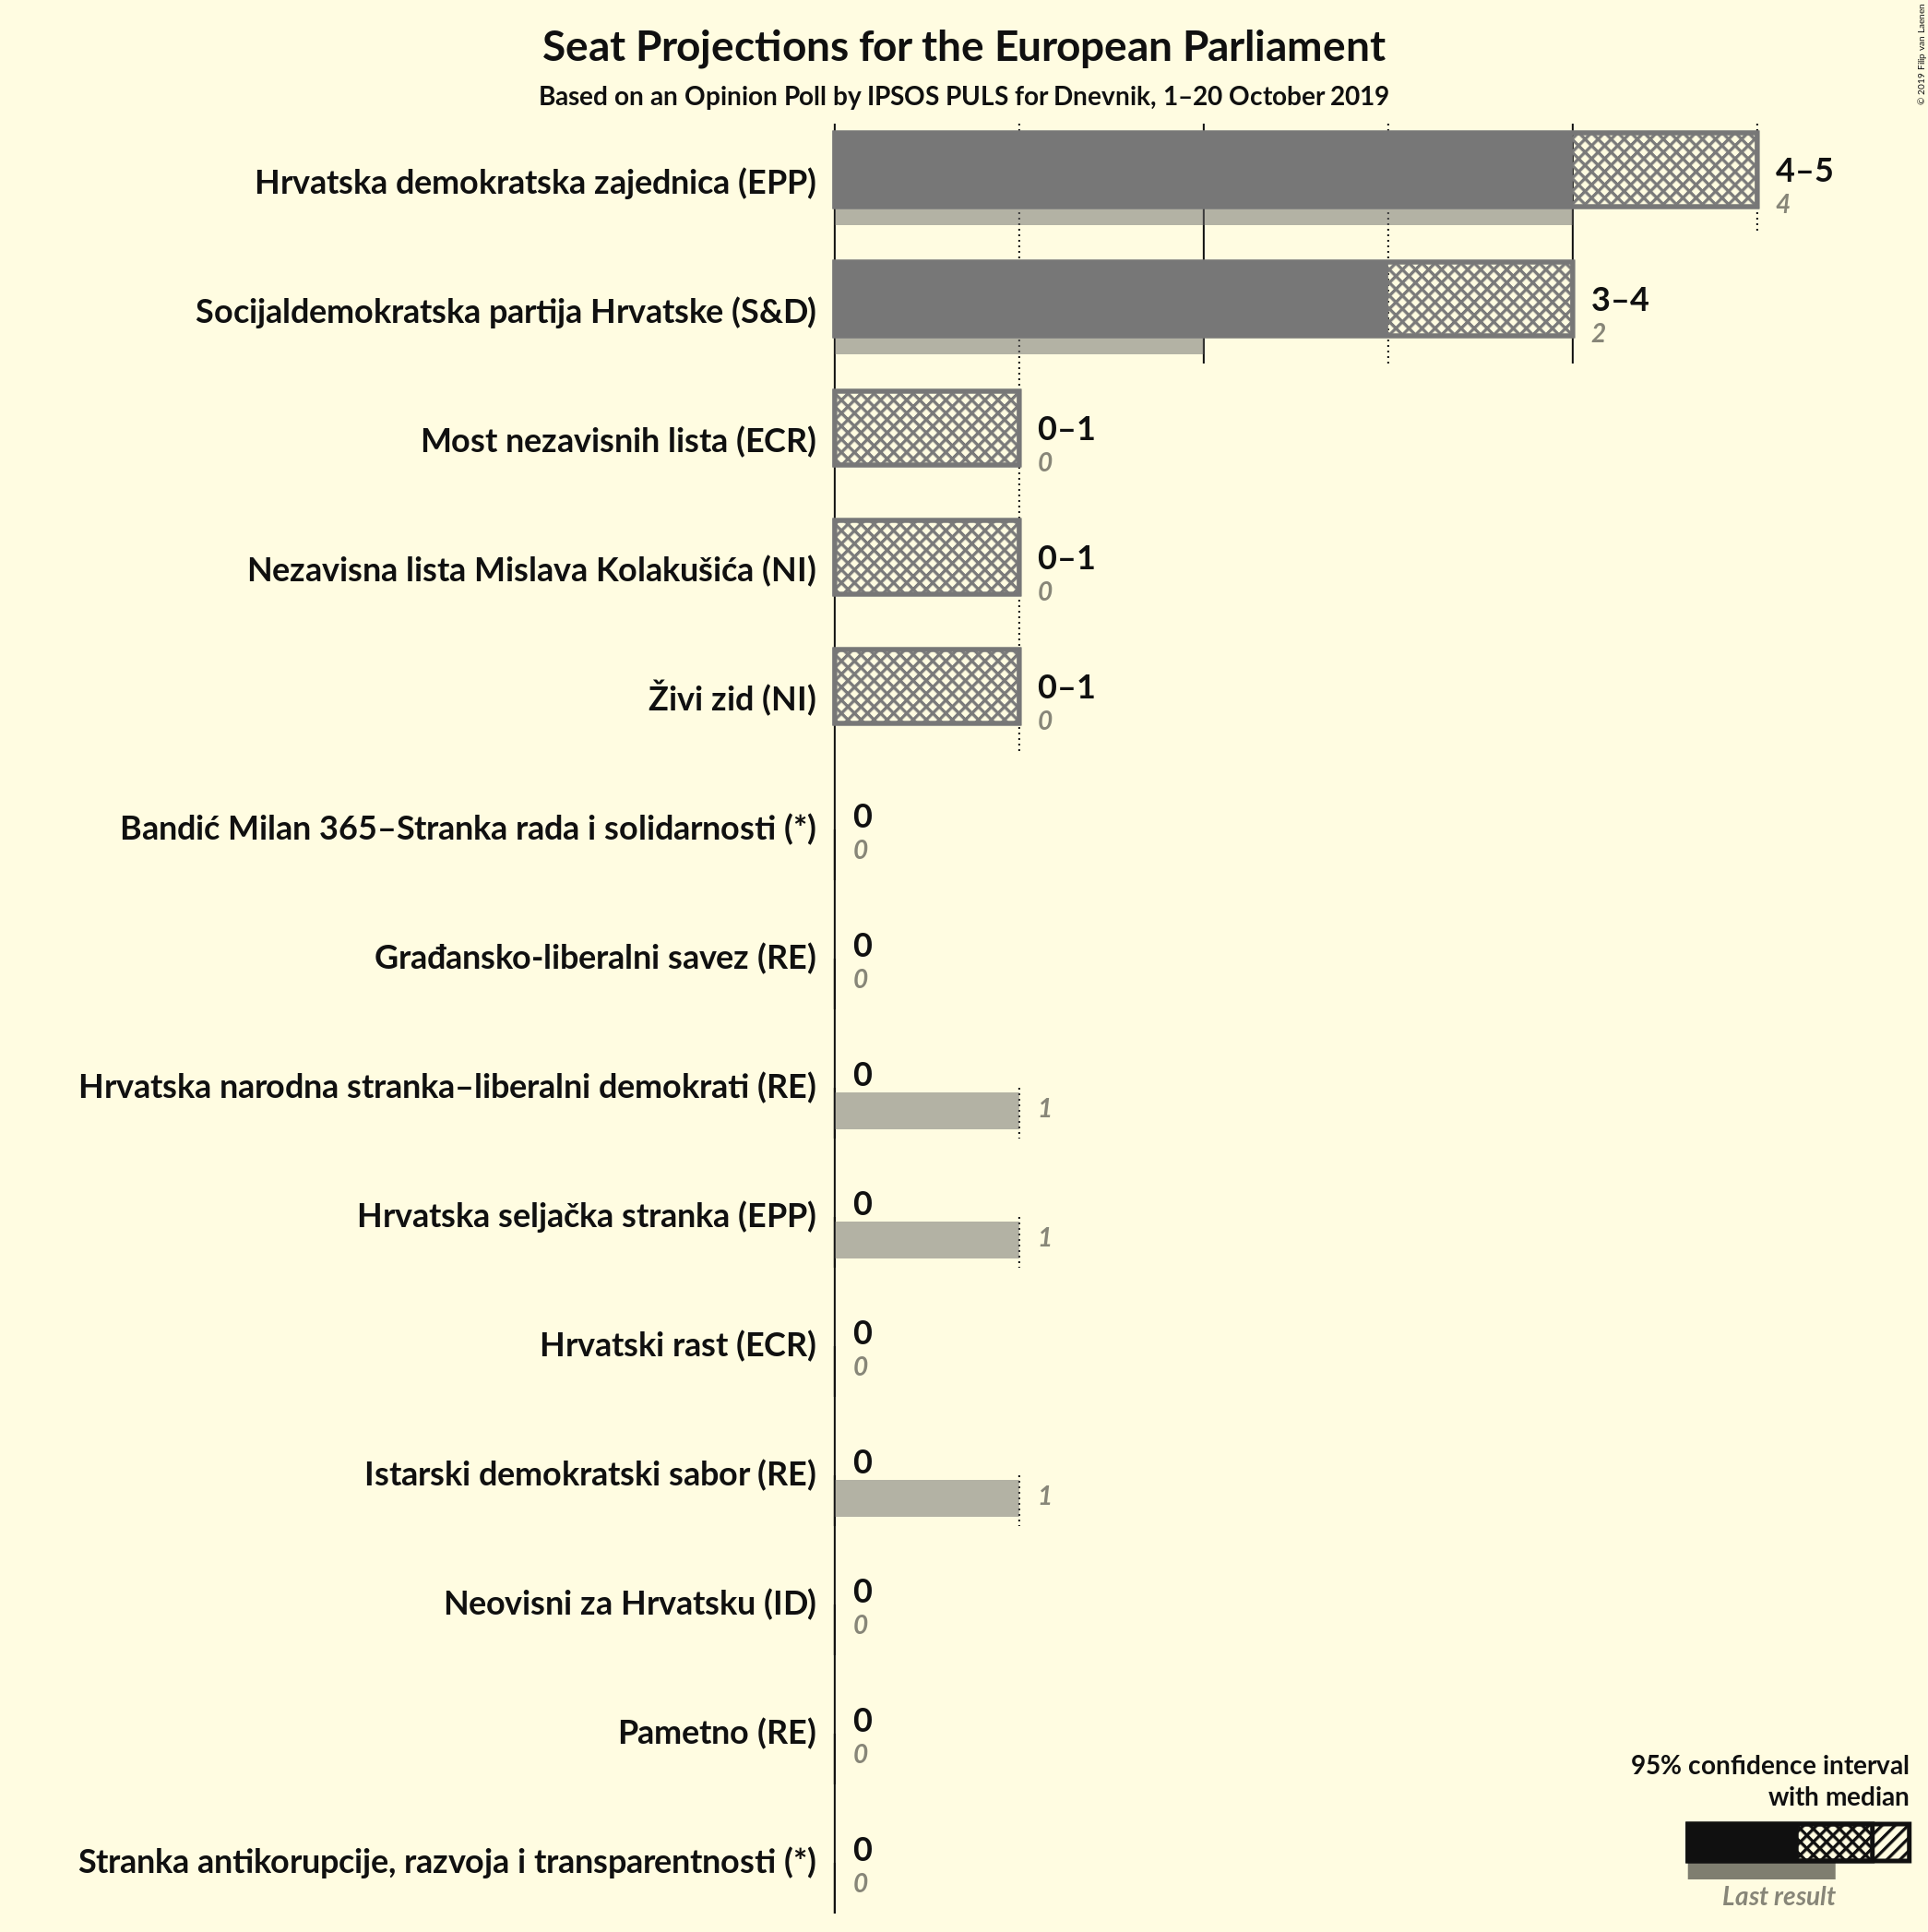 Seat Projections for the European Parliament
Based on an Opinion Poll by IPSOS PULS for Dnevnik, 1–20 October 2019
© 2019 Filip van Laenen
Hrvatska demokratska zajednica (EPP)
4–5
4
Socijaldemokratska partija Hrvatske (S&D)
3–4
2
Most nezavisnih lista (ECR)
0–1
0
Nezavisna lista Mislava Kolakušića (NI)
0–1
0
Živi zid (NI)
0–1
0
Bandić Milan 365–Stranka rada i solidarnosti (*)
0
0
Građansko-liberalni savez (RE)
0
0
Hrvatska narodna stranka–liberalni demokrati (RE)
0
1
Hrvatska seljačka stranka (EPP)
0
1
Hrvatski rast (ECR)
0
0
Istarski demokratski sabor (RE)
0
1
Neovisni za Hrvatsku (ID)
0
0
Pametno (RE)
0
0
Stranka antikorupcije, razvoja i transparentnosti (*)
0
0
95% confidence interval
with median
Last result